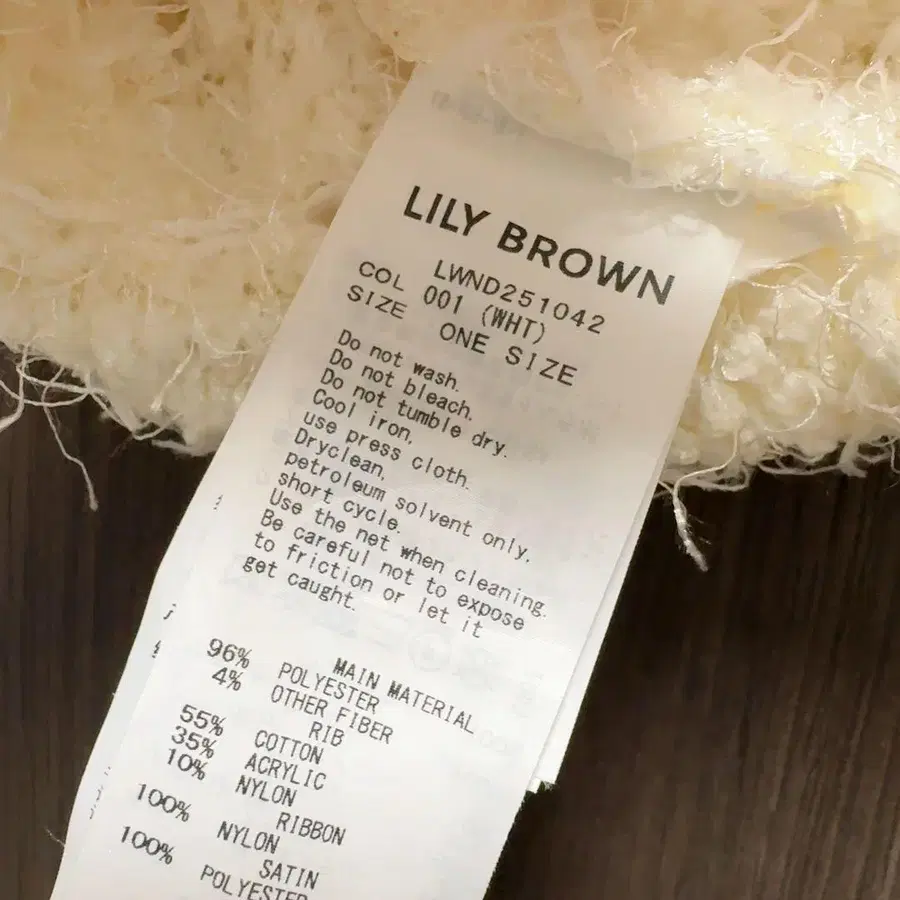 LILY BROWN
LWND251042
COL 001 (WHT)
SIZE ONE SIZE
Do not wash.
Do not bleach.
Do not tumble dry.
Cool iron,
use press cloth.
Dryclean,
petroleum solvent only,
short cycle.
Use the net when cleaning.
Be careful not to expose
to friction or let it
get caught.
MAIN MATERIAL
96% POLYESTER
4% OTHER FIBER
RIB
55% COTTON
35% ACRYLIC
10% NYLON
RIBBON
100% NYLON
SATIN
100% POLYESTER